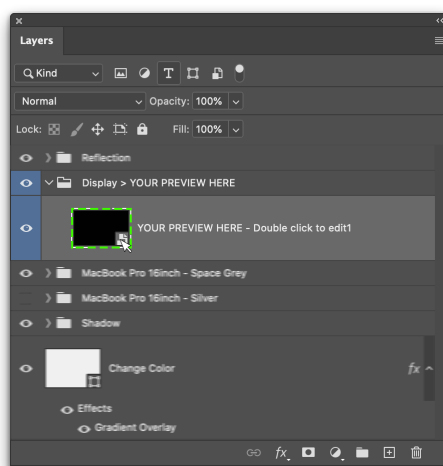 Layers
Kind
T
Normal
Opacity: 100%
Lock:
Fill: 100%
Reflection
Display > YOUR PREVIEW HERE
YOUR PREVIEW HERE - Double click to edit1
MacBook Pro 16inch - Space Grey
MacBook Pro 16inch - Silver
Shadow
Change Color
fx
Effects
Gradient Overlay
fx